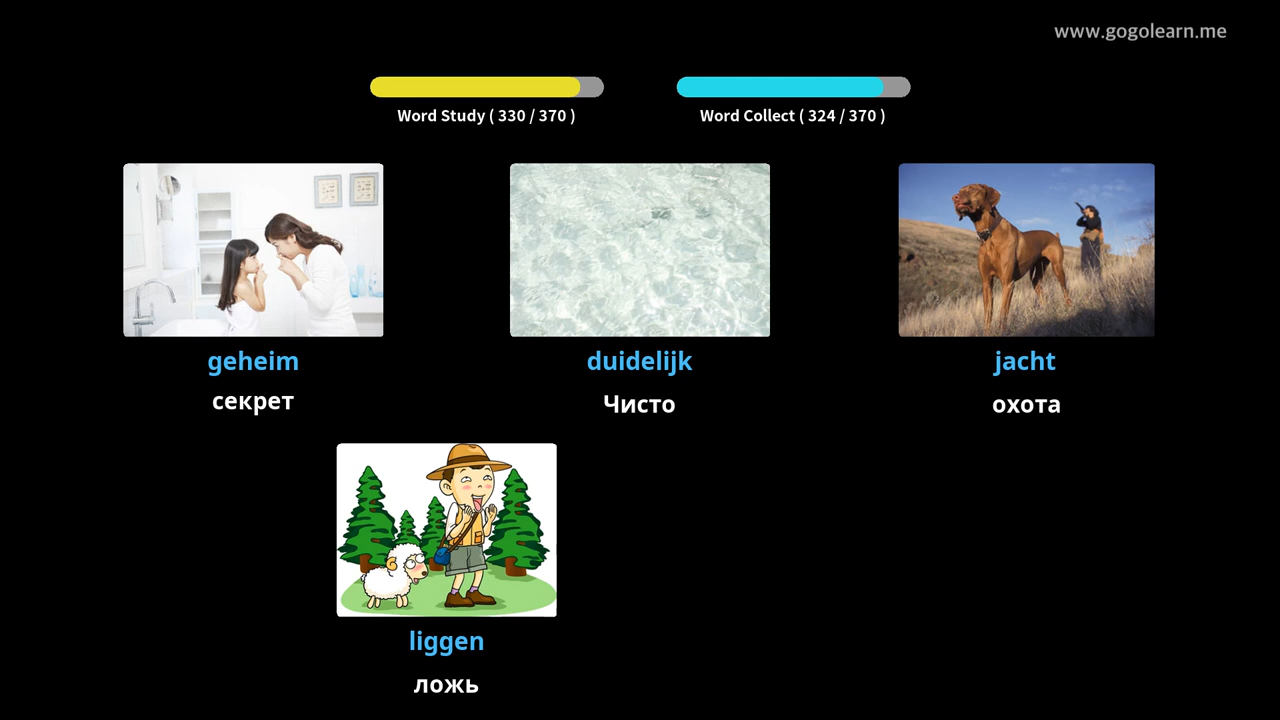 www.gogolearn.me
Word Study ( 330 / 370 )
Word Collect ( 324 / 370 )
geheim
секрет
duidelijk
Чисто
jacht
охота
liggen
ложь